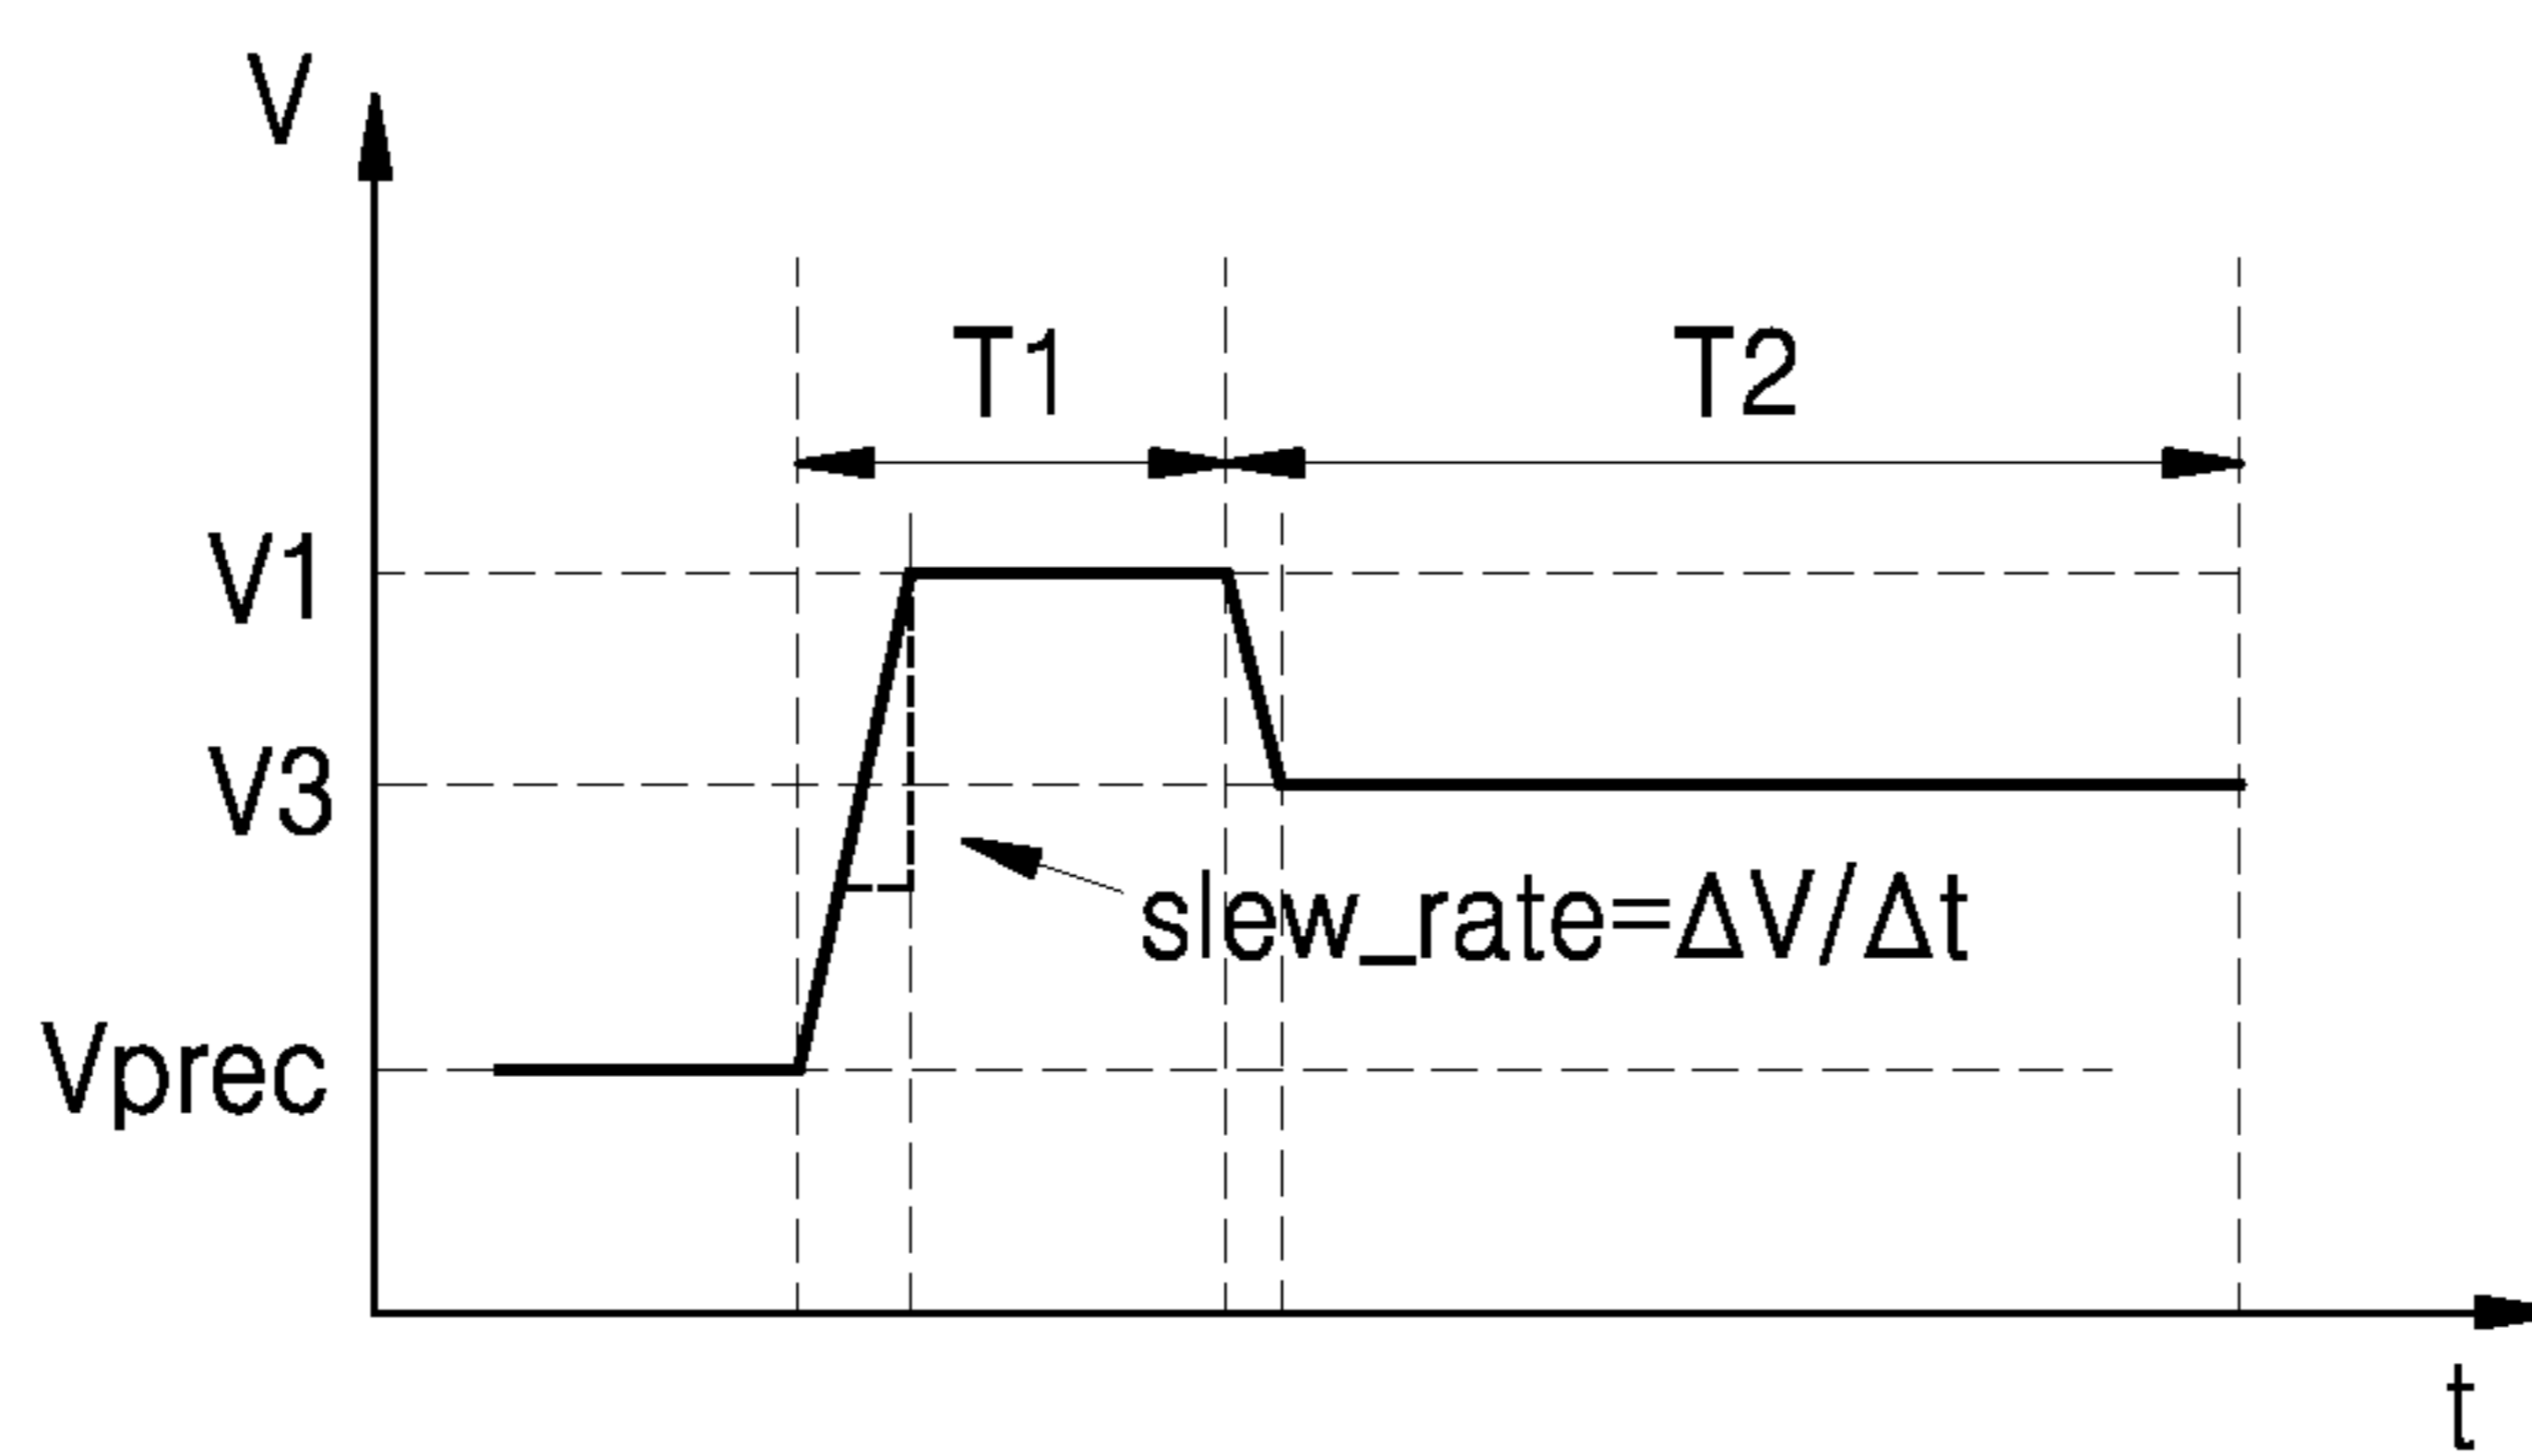 V
T1
T2
V1
V3
slew_rate=ΔV/Δt
Vprec
t